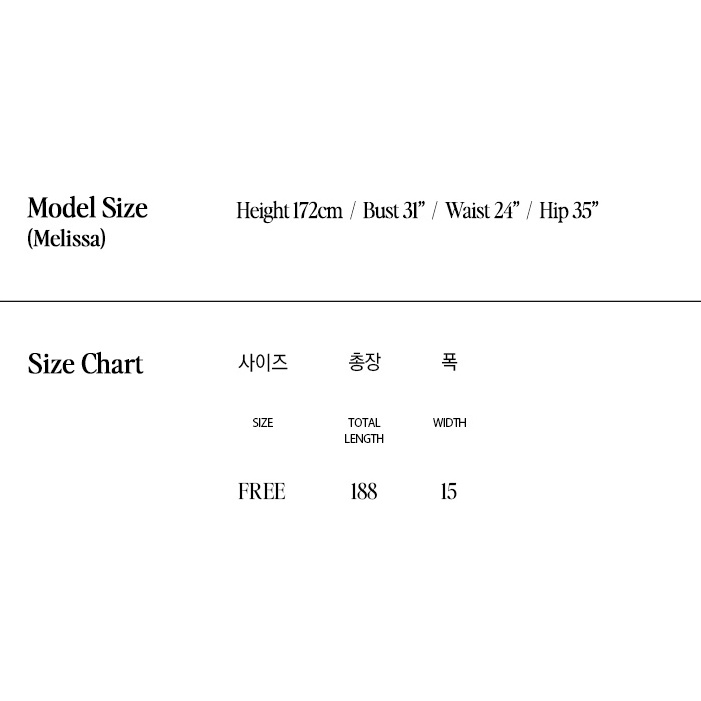 Model Size
(Melissa)
Height 172cm / Bust 31” / Waist 24” / Hip 35”
Size Chart
사이즈 총장 폭
SIZE TOTAL LENGTH WIDTH
FREE 188 15